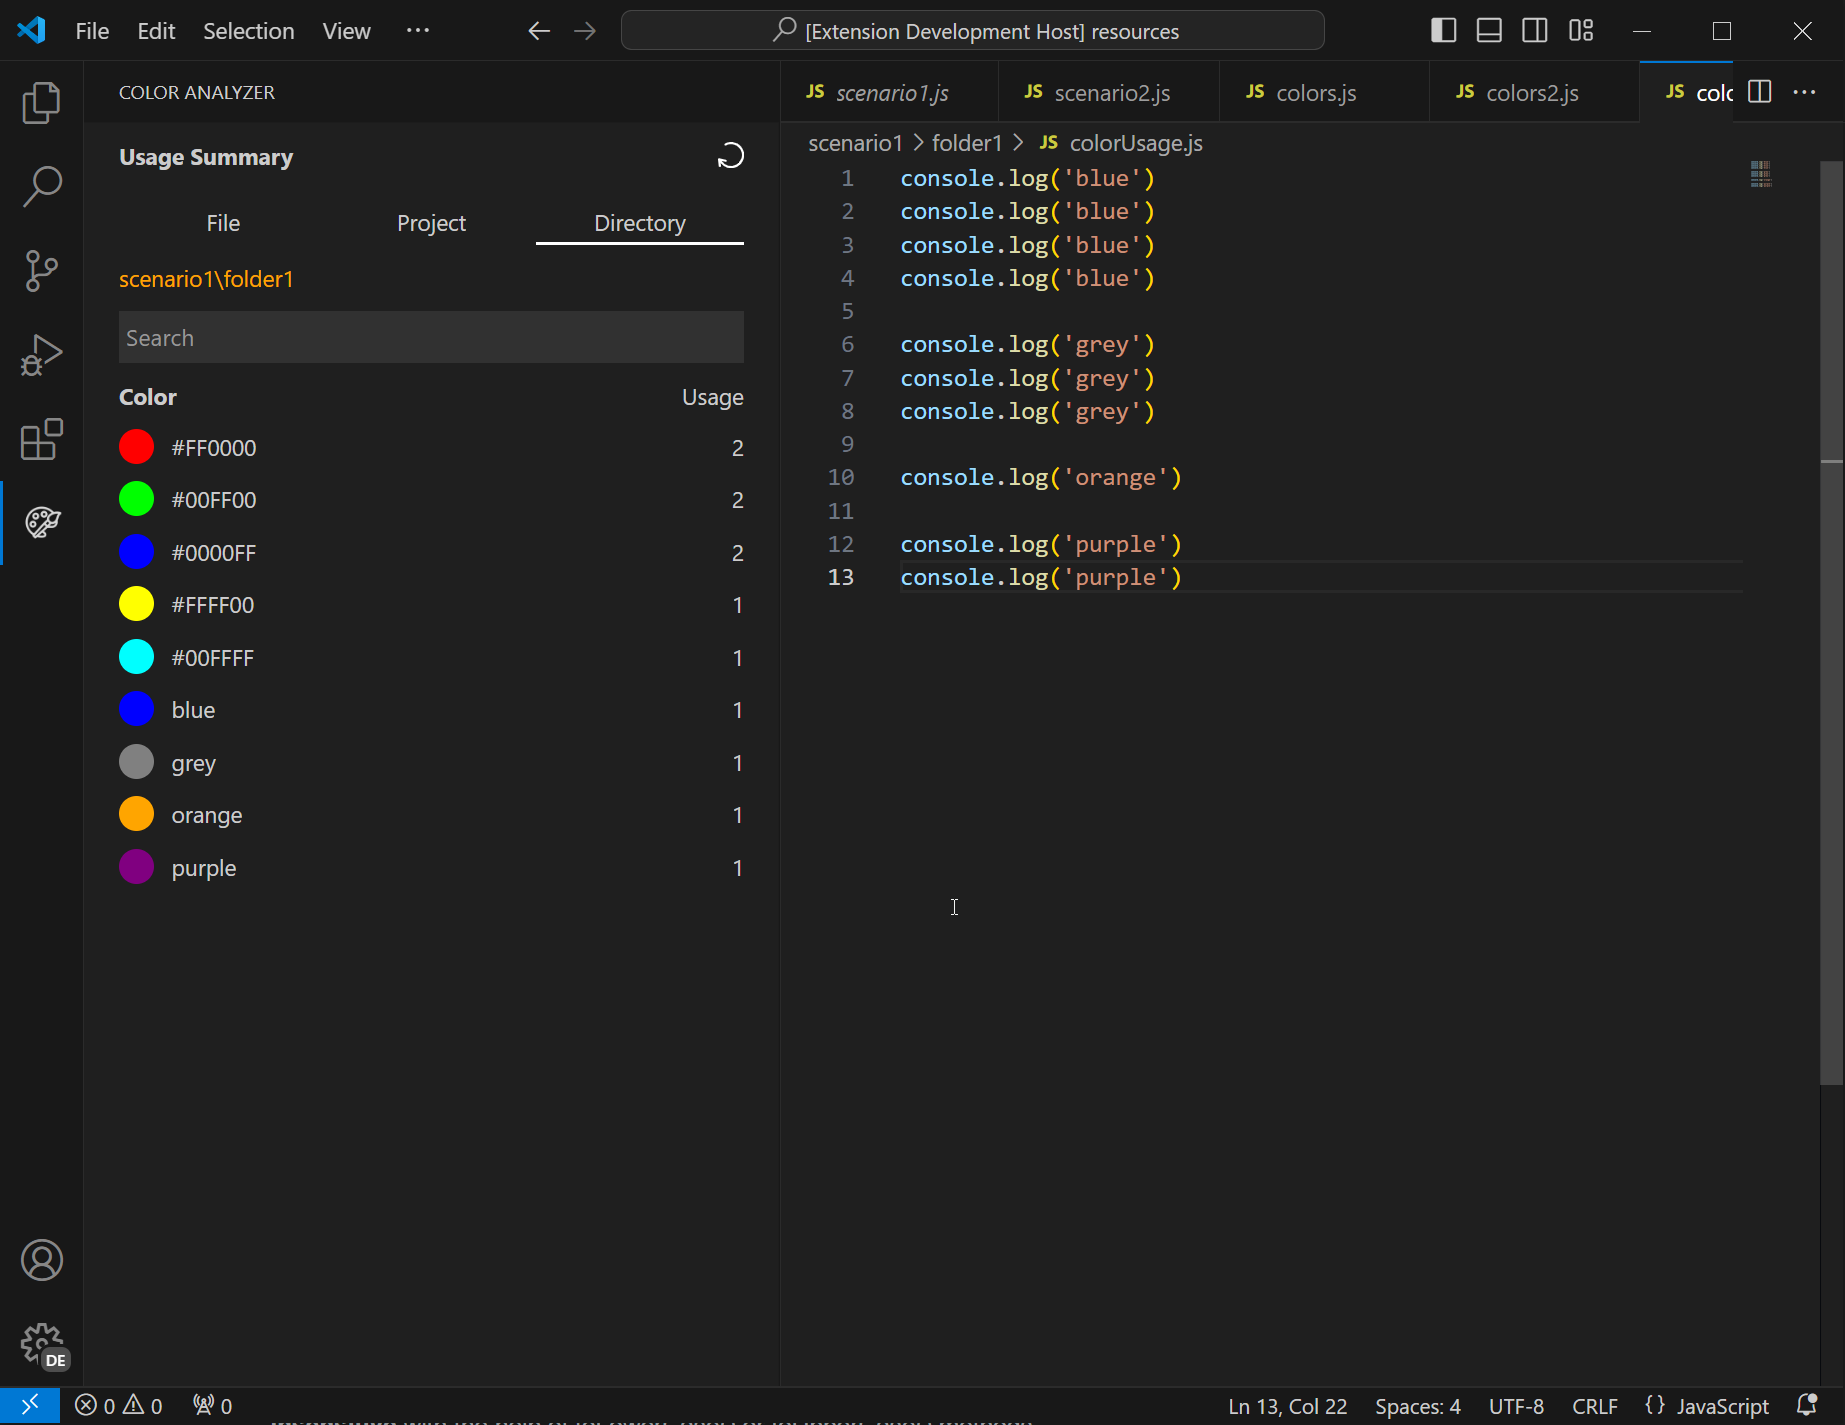 File Edit Selection View ···
[Extension Development Host] resources
COLOR ANALYZER
Usage Summary
File Project Directory
scenario1\folder1
Search
Color Usage
#FF0000 2
#00FF00 2
#0000FF 2
#FFFF00 1
#00FFFF 1
blue 1
grey 1
orange 1
purple 1
DE
JS scenario1.js JS scenario2.js JS colors.js JS colors2.js JS colo
scenario1 > folder1 > JS colorUsage.js
1 console.log('blue')
2 console.log('blue')
3 console.log('blue')
4 console.log('blue')
5
6 console.log('grey')
7 console.log('grey')
8 console.log('grey')
9
10 console.log('orange')
11
12 console.log('purple')
13 console.log('purple')
0 0 0 Ln 13, Col 22 Spaces: 4 UTF-8 CRLF {} JavaScript